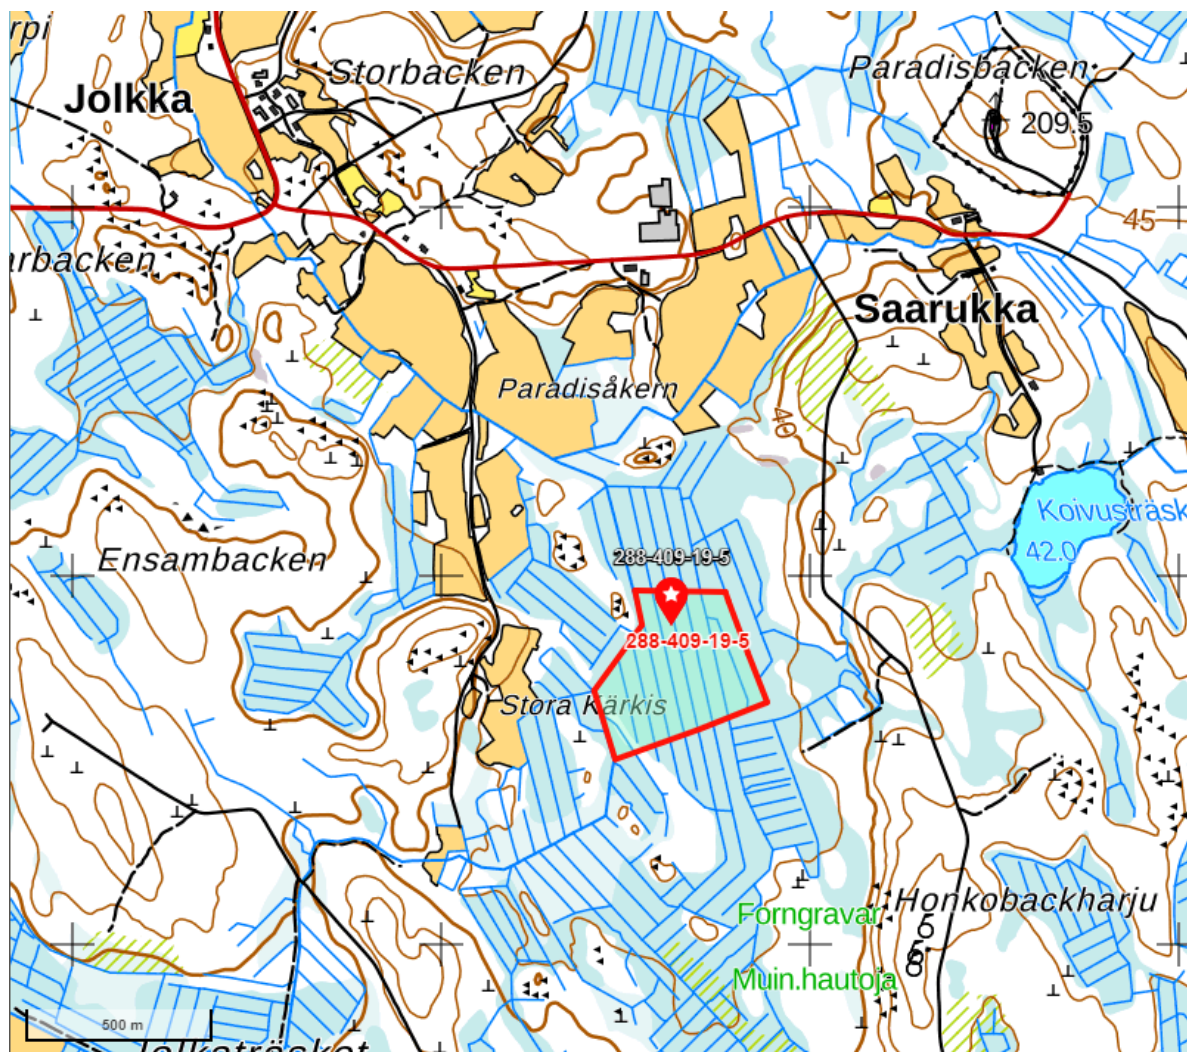 rpi
Storbacken
Paradisbacken
Jolkka
209.5
45
arbacken
Saarukka
Paradisåkern
40
Koivusträsk
42.0
Ensambacken
288-409-19-5
288-409-19-5
Stora Kärkis
Honkobackharju
Forngravar
Muin.hautoja
500 m